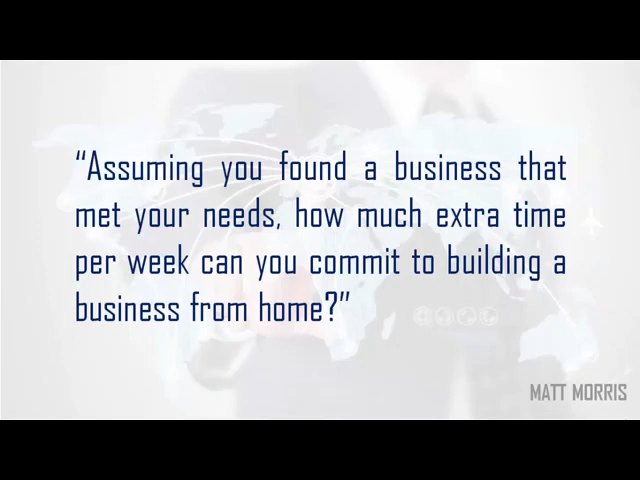 “Assuming you found a business that
met your needs, how much extra time
per week can you commit to building a
business from home?”
MATT MORRIS